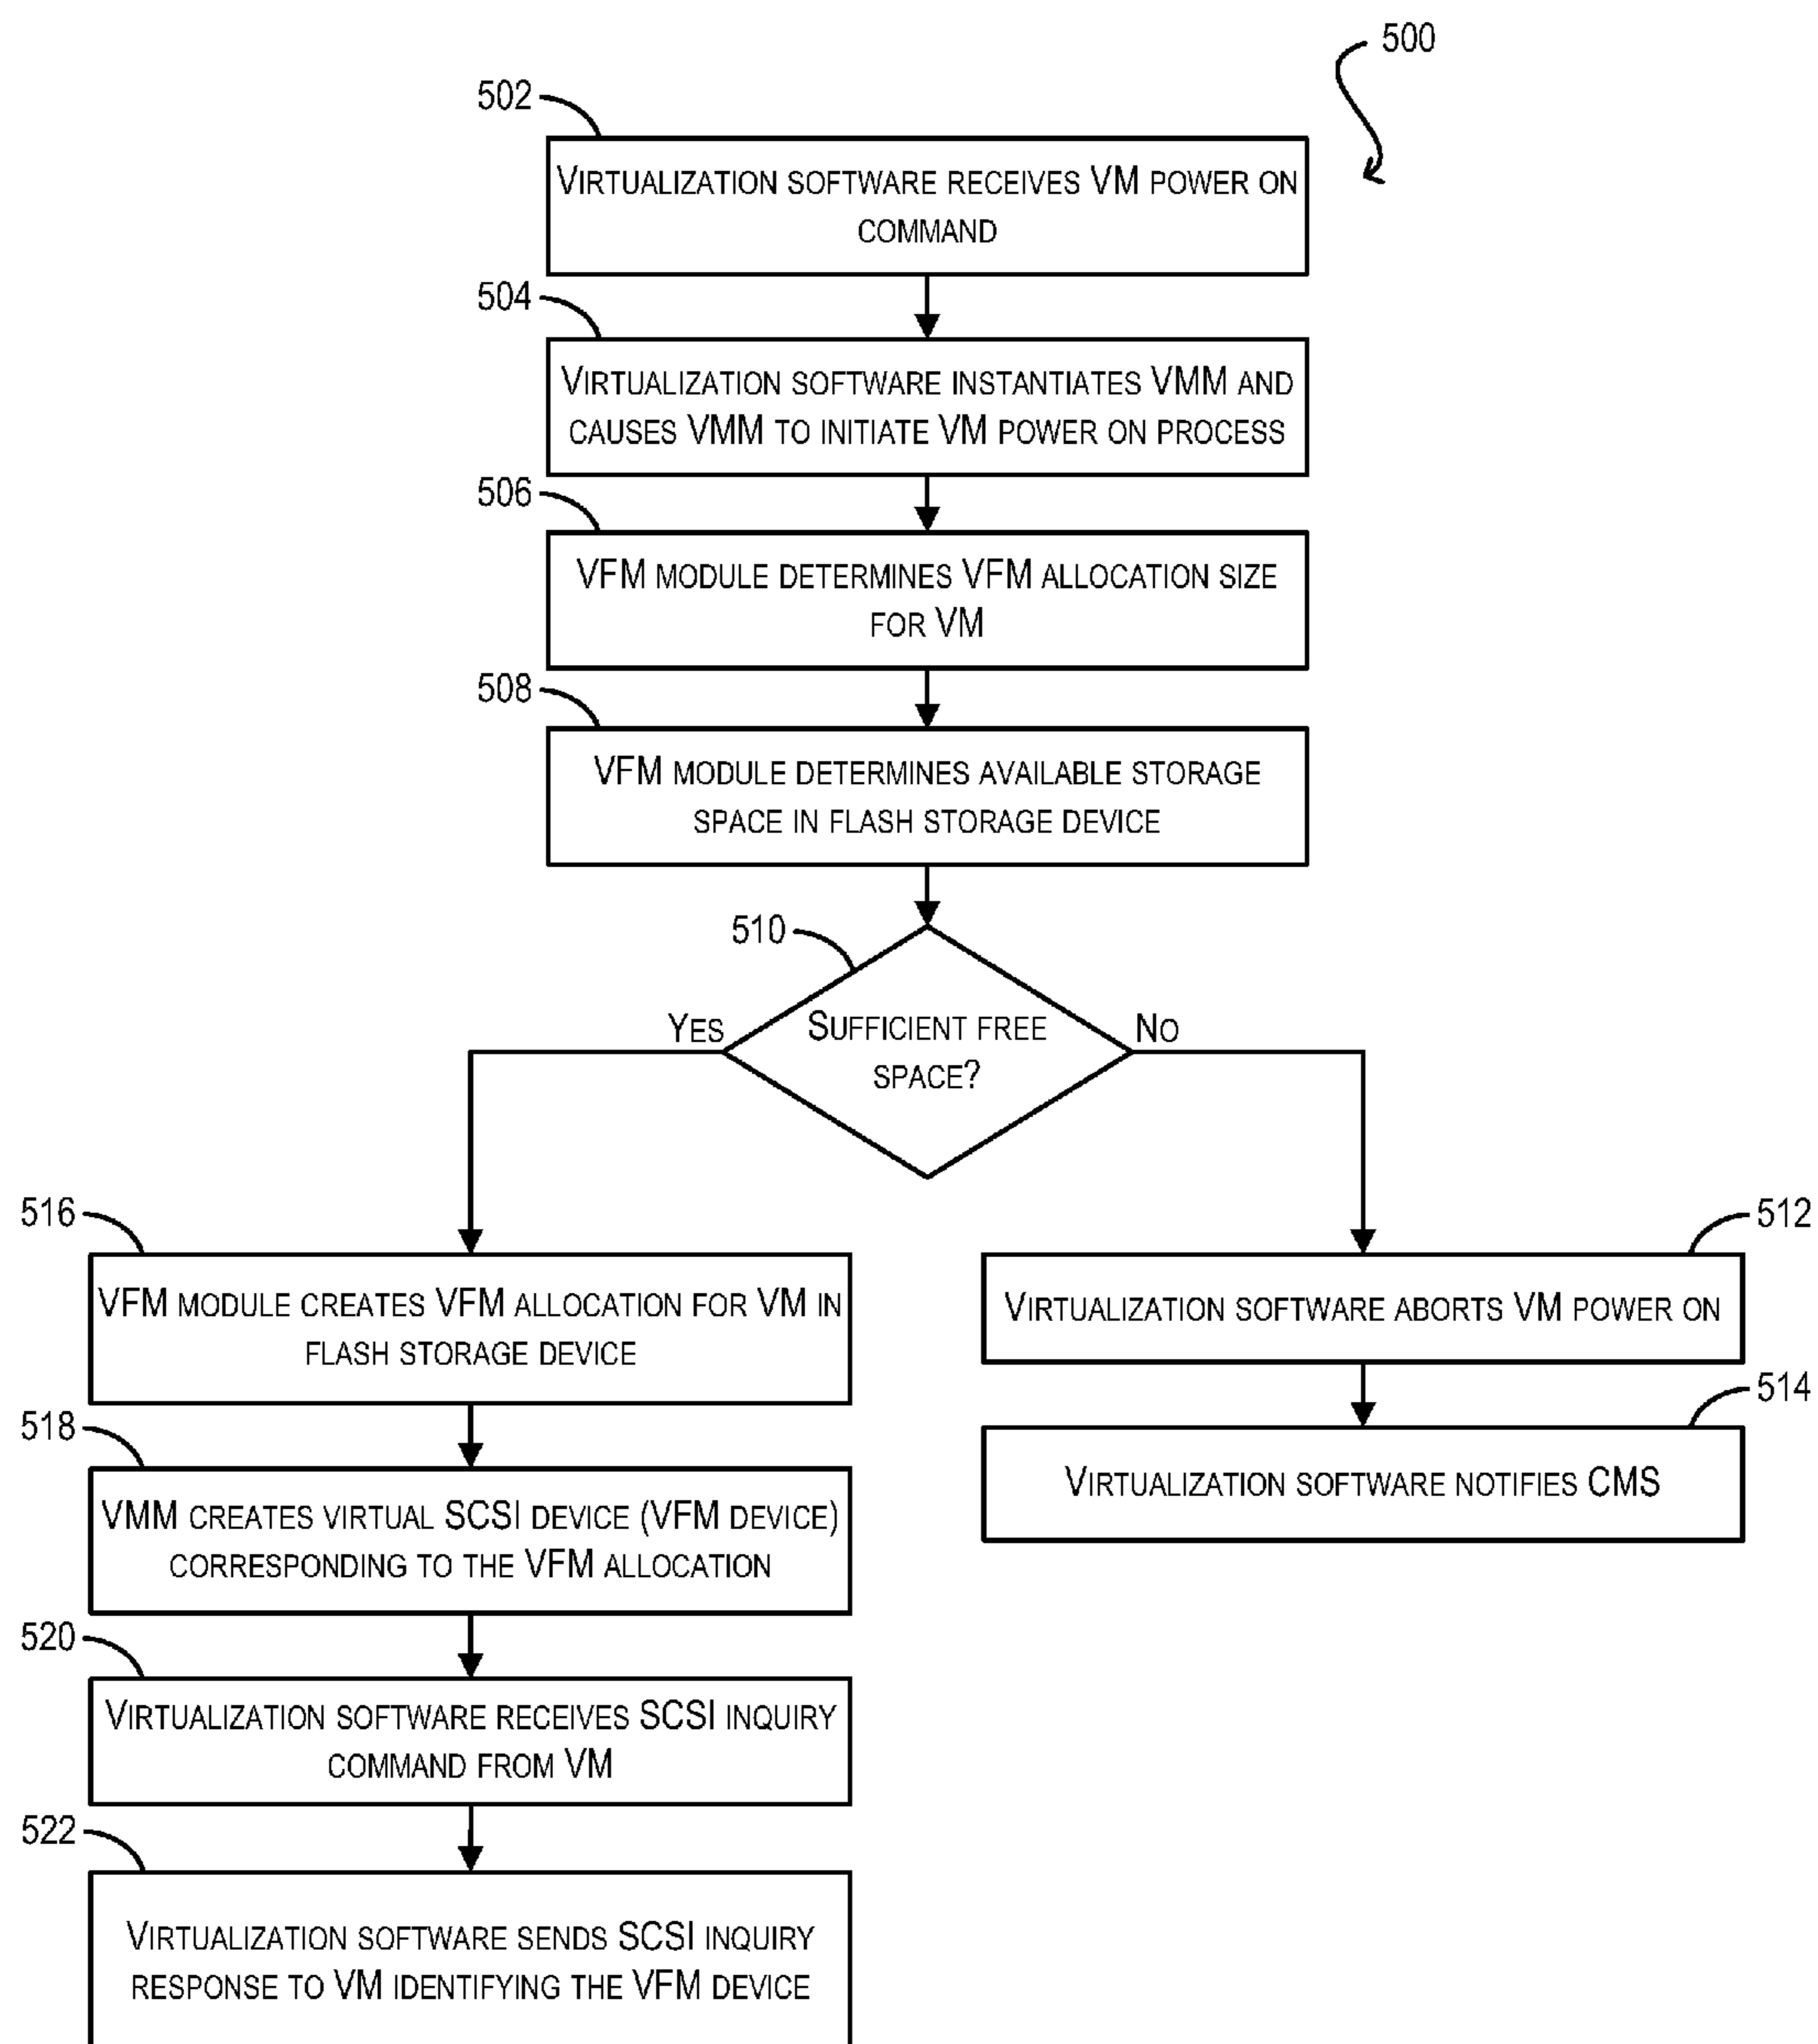 500
502
VIRTUALIZATION SOFTWARE RECEIVES VM POWER ON
COMMAND
504
VIRTUALIZATION SOFTWARE INSTANTIATES VMM AND
CAUSES VMM TO INITIATE VM POWER ON PROCESS
506
VFM MODULE DETERMINES VFM ALLOCATION SIZE
FOR VM
508
VFM MODULE DETERMINES AVAILABLE STORAGE
SPACE IN FLASH STORAGE DEVICE
510
YES
SUFFICIENT FREE
SPACE?
NO
516
VFM MODULE CREATES VFM ALLOCATION FOR VM IN
FLASH STORAGE DEVICE
518
VMM CREATES VIRTUAL SCSI DEVICE (VFM DEVICE)
CORRESPONDING TO THE VFM ALLOCATION
520
VIRTUALIZATION SOFTWARE RECEIVES SCSI INQUIRY
COMMAND FROM VM
522
VIRTUALIZATION SOFTWARE SENDS SCSI INQUIRY
RESPONSE TO VM IDENTIFYING THE VFM DEVICE
512
VIRTUALIZATION SOFTWARE ABORTS VM POWER ON
514
VIRTUALIZATION SOFTWARE NOTIFIES CMS